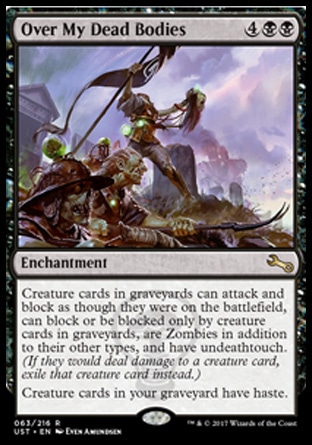 Over My Dead Bodies 4
Enchantment
Creature cards in graveyards can attack and
block as though they were on the battlefield,
can block or be blocked only by creature
cards in graveyards, are Zombies in addition
to their other types, and have undeathtouch.
(If they would deal damage to a creature card,
exile that creature card instead.)
Creature cards in your graveyard have haste.
063/216 R
UST • EN Even Amundsen
™ & © 2017 Wizards of the Coast